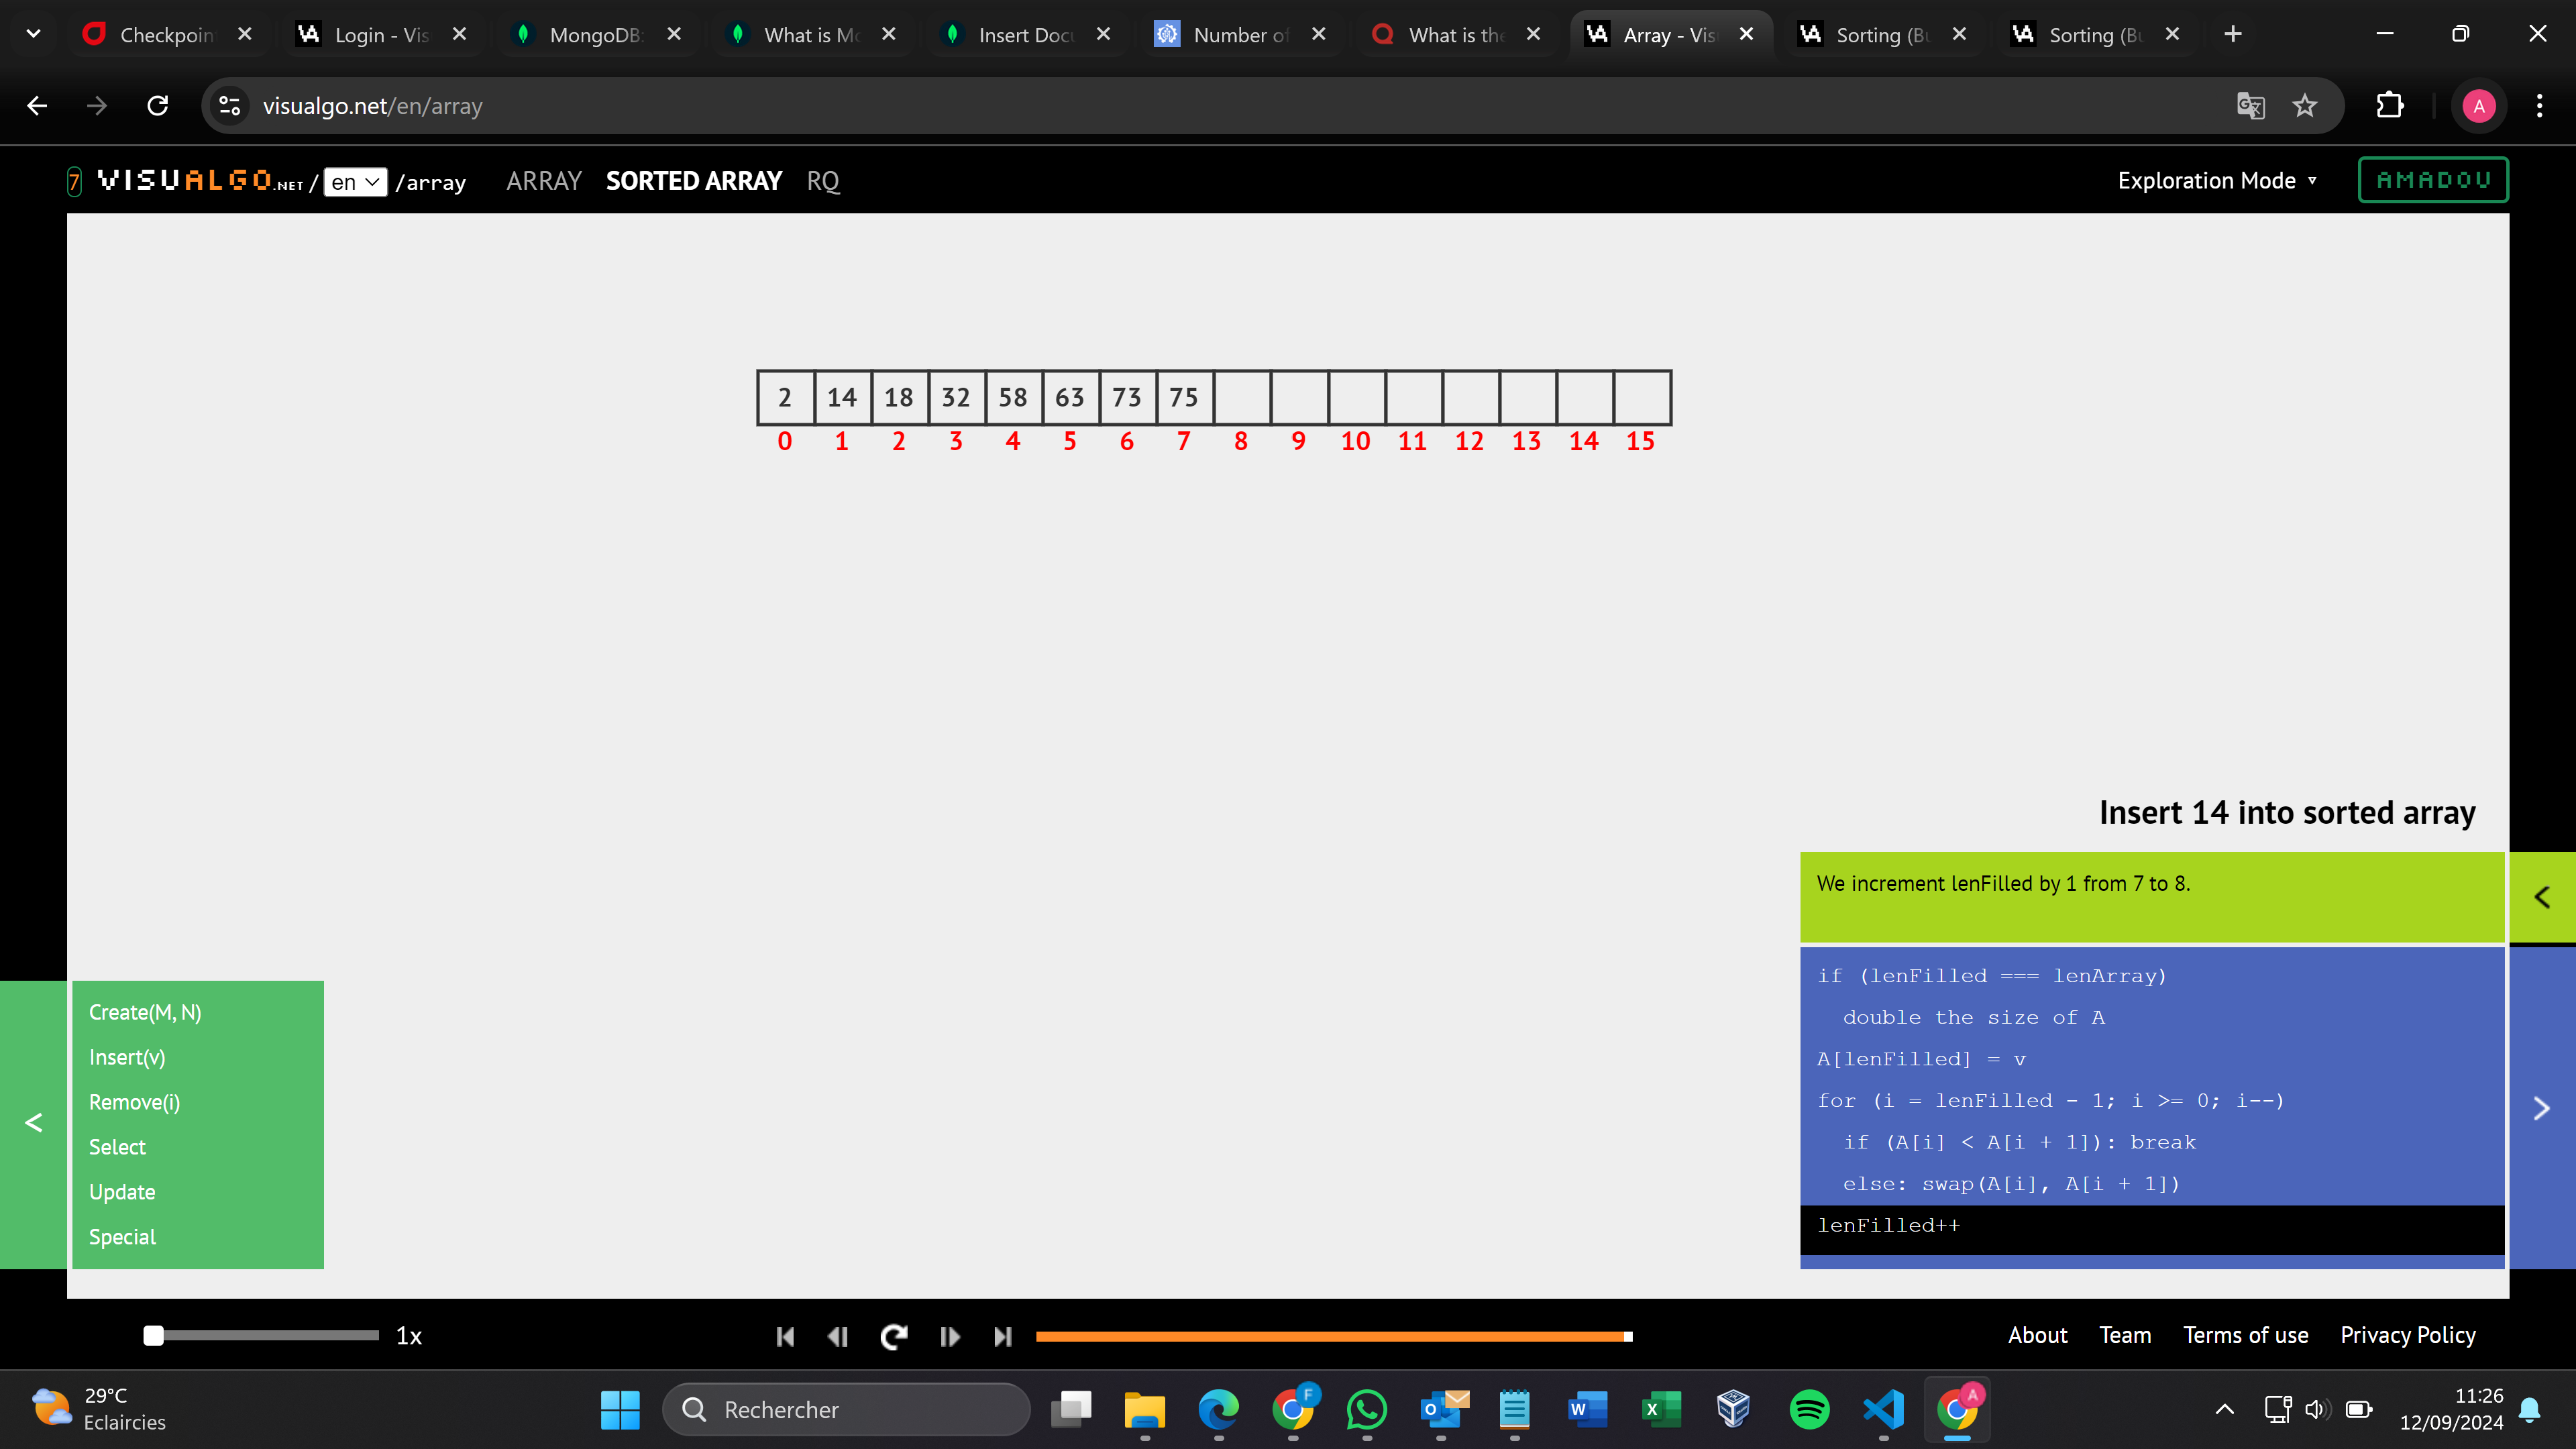 Checkpoin
Login - Vis
MongoDB:
What is Mo
Insert Docu
Number of
What is the
Array - Vis
Sorting (Bu
Sorting (Bu
visualgo.net/en/array
A
7 VISUALGO.NET / en /array
ARRAY
SORTED ARRAY
RQ
Exploration Mode
AMADOU
2 14 18 32 58 63 73 75
0 1 2 3 4 5 6 7 8 9 10 11 12 13 14 15
Insert 14 into sorted array
We increment lenFilled by 1 from 7 to 8.
if (lenFilled === lenArray)
double the size of A
A[lenFilled] = v
for (i = lenFilled - 1; i >= 0; i--)
if (A[i] < A[i + 1]): break
else: swap(A[i], A[i + 1])
lenFilled++
Create(M, N)
Insert(v)
Remove(i)
Select
Update
Special
1x
About
Team
Terms of use
Privacy Policy
29°C
Eclaircies
Rechercher
F
A
11:26
12/09/2024